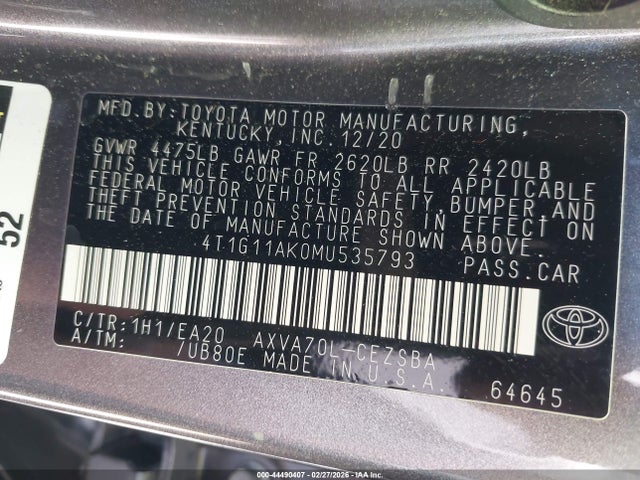 MFD.BY:TOYOTA MOTOR MANUFACTURING,
KENTUCKY, INC. 12/20
GVWR 4475LB GAWR FR 2620LB RR 2420LB
THIS VEHICLE CONFORMS TO ALL APPLICABLE
FEDERAL MOTOR VEHICLE SAFETY, BUMPER, AND
THEFT PREVENTION STANDARDS IN EFFECT ON
THE DATE OF MANUFACTURE SHOWN ABOVE.
4T1G11AK0MU535793 PASS.CAR
C/TR:1H1/EA20 AXVA70L-CEZSBA
A/TM: /UB80E MADE IN U.S.A.
64645
52
000-44490407 - 02/27/2026 - IAAI.COM